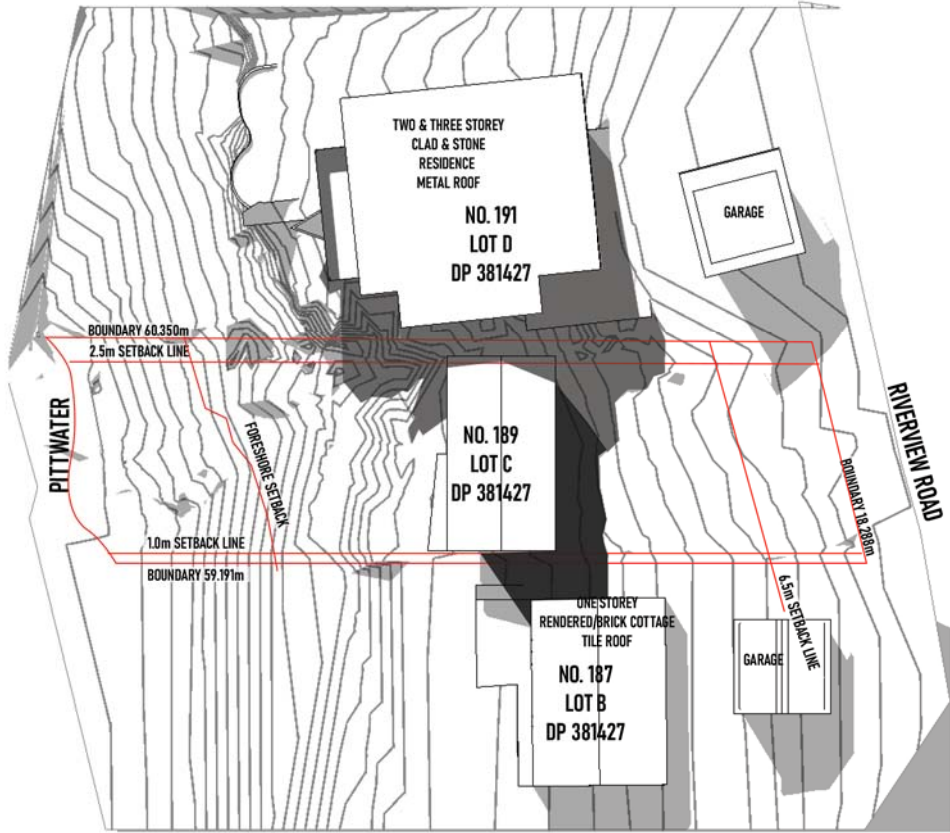 TWO & THREE STOREY
CLAD & STONE
RESIDENCE
METAL ROOF
NO. 191
LOT D
DP 381427
GARAGE
BOUNDARY 60.350m
2.5m SETBACK LINE
PITTWATER
FORESHORE SETBACK
NO. 189
LOT C
DP 381427
RIVERVIEW ROAD
BOUNDARY 18.288m
1.0m SETBACK LINE
BOUNDARY 59.191m
6.5m SETBACK LINE
ONE STOREY
RENDERED/BRICK COTTAGE
TILE ROOF
NO. 187
LOT B
DP 381427
GARAGE